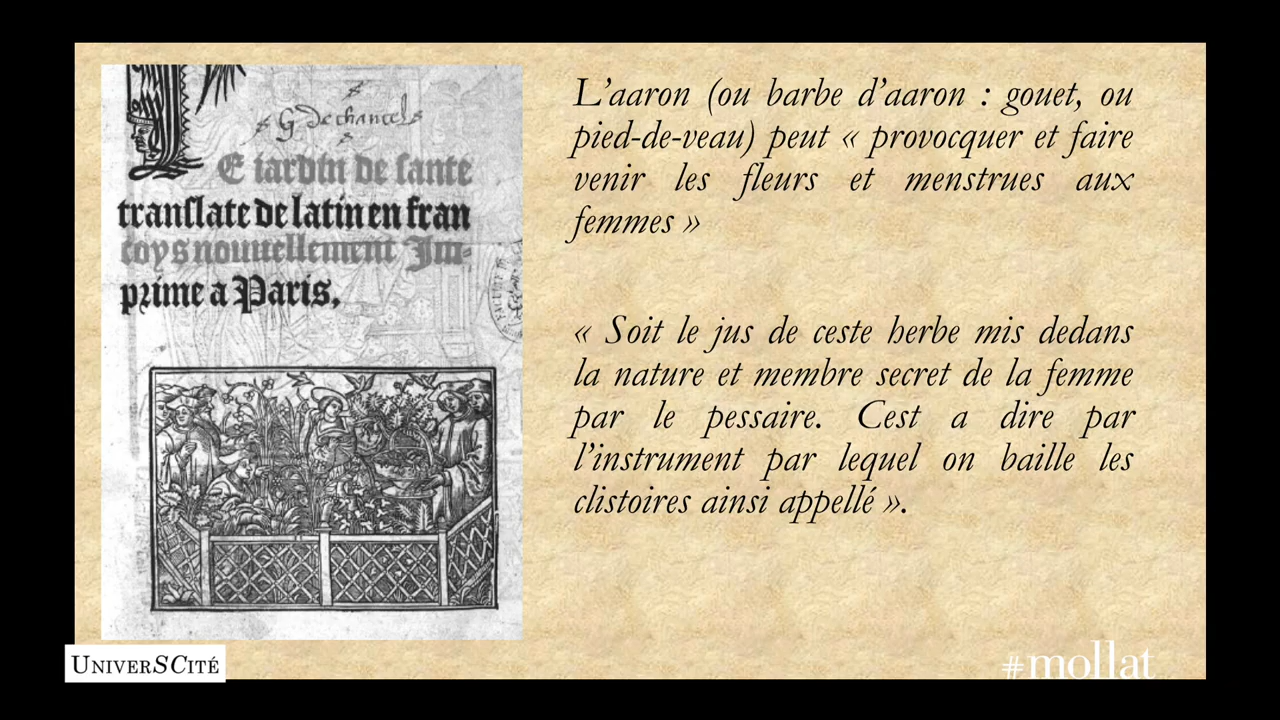 G de chantels
E iardin de sante
translate de latin en fran
coys nouuellement Im-
prime a Paris,
L’aaron (ou barbe d’aaron : gouet, ou
pied-de-veau) peut « provocquer et faire
venir les fleurs et menstrues aux
femmes »
« Soit le jus de ceste herbe mis dedans
la nature et membre secret de la femme
par le pessaire. Cest a dire par
l’instrument par lequel on baille les
clistoires ainsi appellé ».
UNIVERSCITÉ
#mollat